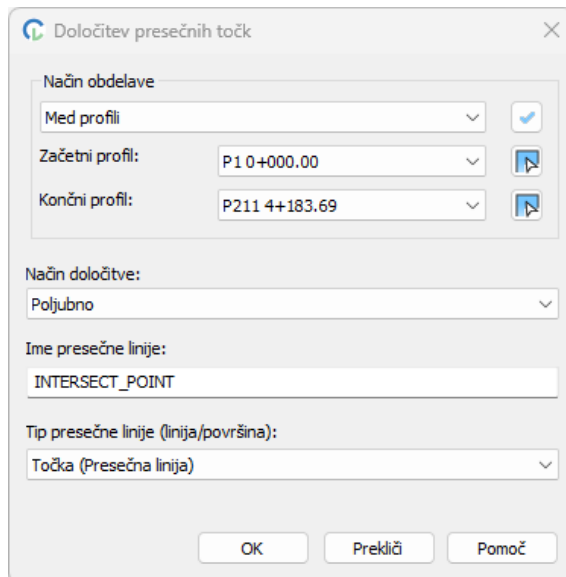 Določitev presečnih točk
Način obdelave
Med profili
Začetni profil:
P1 0+000.00
Končni profil:
P211 4+183.69
Način določitve:
Poljubno
Ime presečne linije:
INTERSECT_POINT
Tip presečne linije (linija/površina):
Točka (Presečna linija)
OK
Prekliči
Pomoč